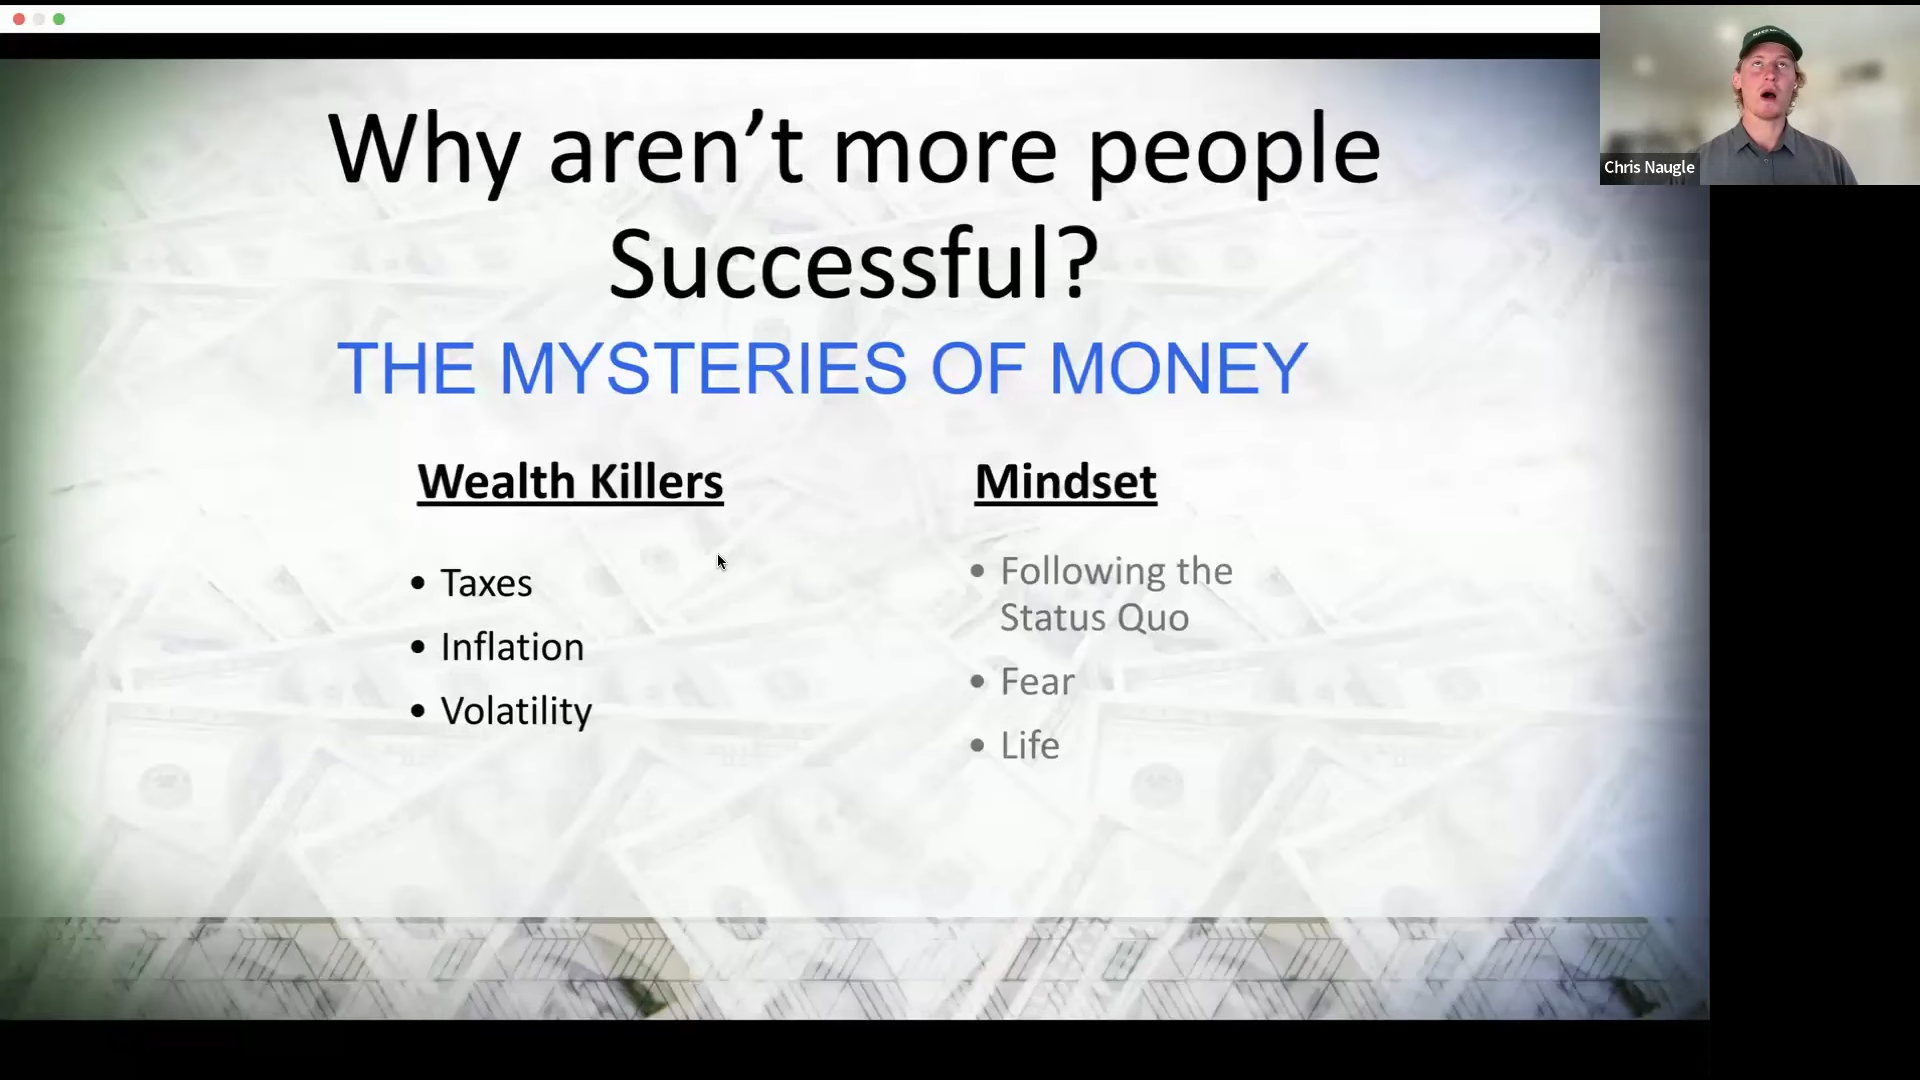 Why aren’t more people
Successful?
THE MYSTERIES OF MONEY
Wealth Killers
• Taxes
• Inflation
• Volatility
Mindset
• Following the
Status Quo
• Fear
• Life
Chris Naugle